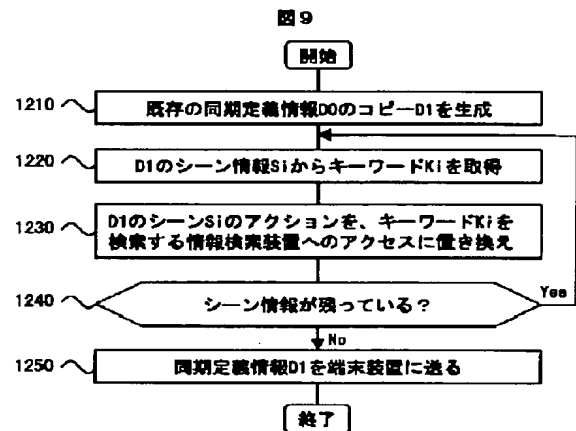 図9
開始
1210
既存の同期定義情報D0のコピーD1を生成
1220
D1のシーン情報SiからキーワードKiを取得
1230
D1のシーンSiのアクションを、キーワードKiを
検索する情報検索装置へのアクセスに置き換え
1240
シーン情報が残っている?
Yes
No
1250
同期定義情報D1を端末装置に送る
終了